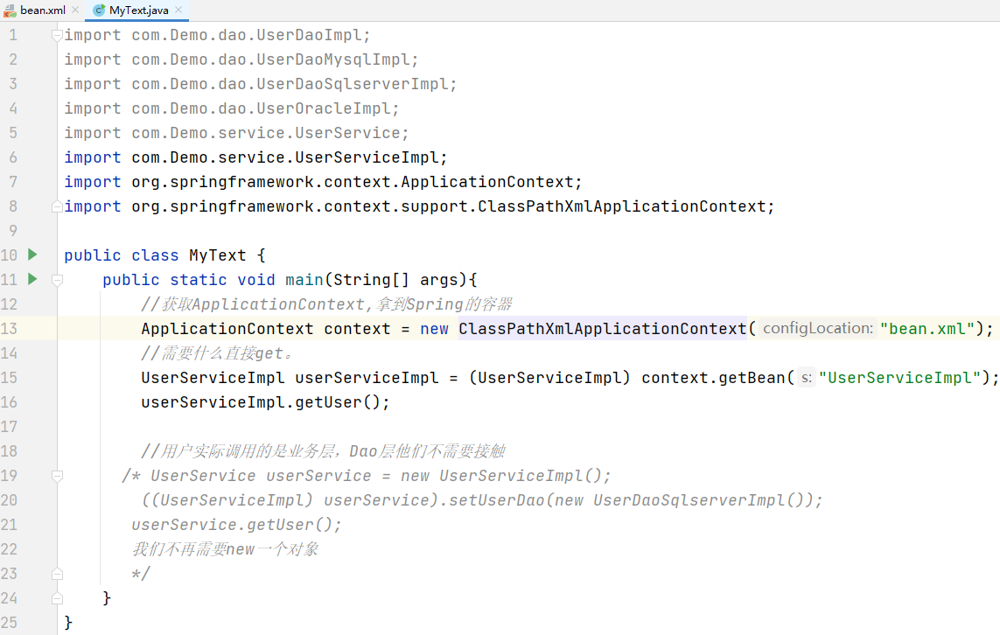 bean.xml MyText.java
1 import com.Demo.dao.UserDaoImpl;
2 import com.Demo.dao.UserDaoMysqlImpl;
3 import com.Demo.dao.UserDaoSqlserverImpl;
4 import com.Demo.dao.UserOracleImpl;
5 import com.Demo.service.UserService;
6 import com.Demo.service.UserServiceImpl;
7 import org.springframework.context.ApplicationContext;
8 import org.springframework.context.support.ClassPathXmlApplicationContext;
9
10 public class MyText {
11     public static void main(String[] args){
12         //获取ApplicationContext,拿到Spring的容器
13         ApplicationContext context = new ClassPathXmlApplicationContext( configLocation: "bean.xml");
14         //需要什么直接get。
15         UserServiceImpl userServiceImpl = (UserServiceImpl) context.getBean( s: "UserServiceImpl");
16         userServiceImpl.getUser();
17
18         //用户实际调用的是业务层，Dao层他们不需要接触
19       /* UserService userService = new UserServiceImpl();
20         ((UserServiceImpl) userService).setUserDao(new UserDaoSqlserverImpl());
21        userService.getUser();
22        我们不再需要new一个对象
23        */
24     }
25 }